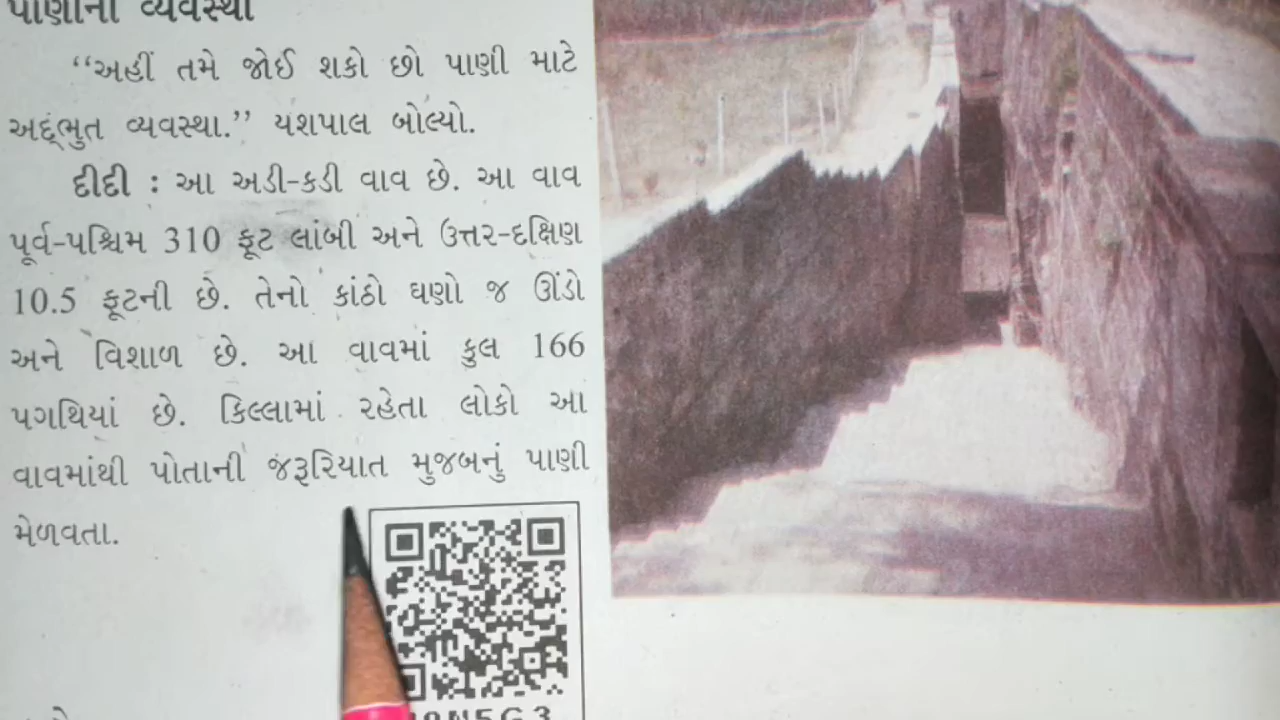 પાણીની વ્યવસ્થા
“અહીં તમે જોઈ શકો છો પાણી માટે
અદ્ભુત વ્યવસ્થા.” યશપાલ બોલ્યો.
દીદી : આ અડી-કડી વાવ છે. આ વાવ
પૂર્વ-પશ્ચિમ 310 ફૂટ લાંબી અને ઉત્તર-દક્ષિણ
10.5 ફૂટની છે. તેનો કાંઠો ઘણો જ ઊંડો
અને વિશાળ છે. આ વાવમાં કુલ 166
પગથિયાં છે. કિલ્લામાં રહેતા લોકો આ
વાવમાંથી પોતાની જરૂરિયાત મુજબનું પાણી
મેળવતા.